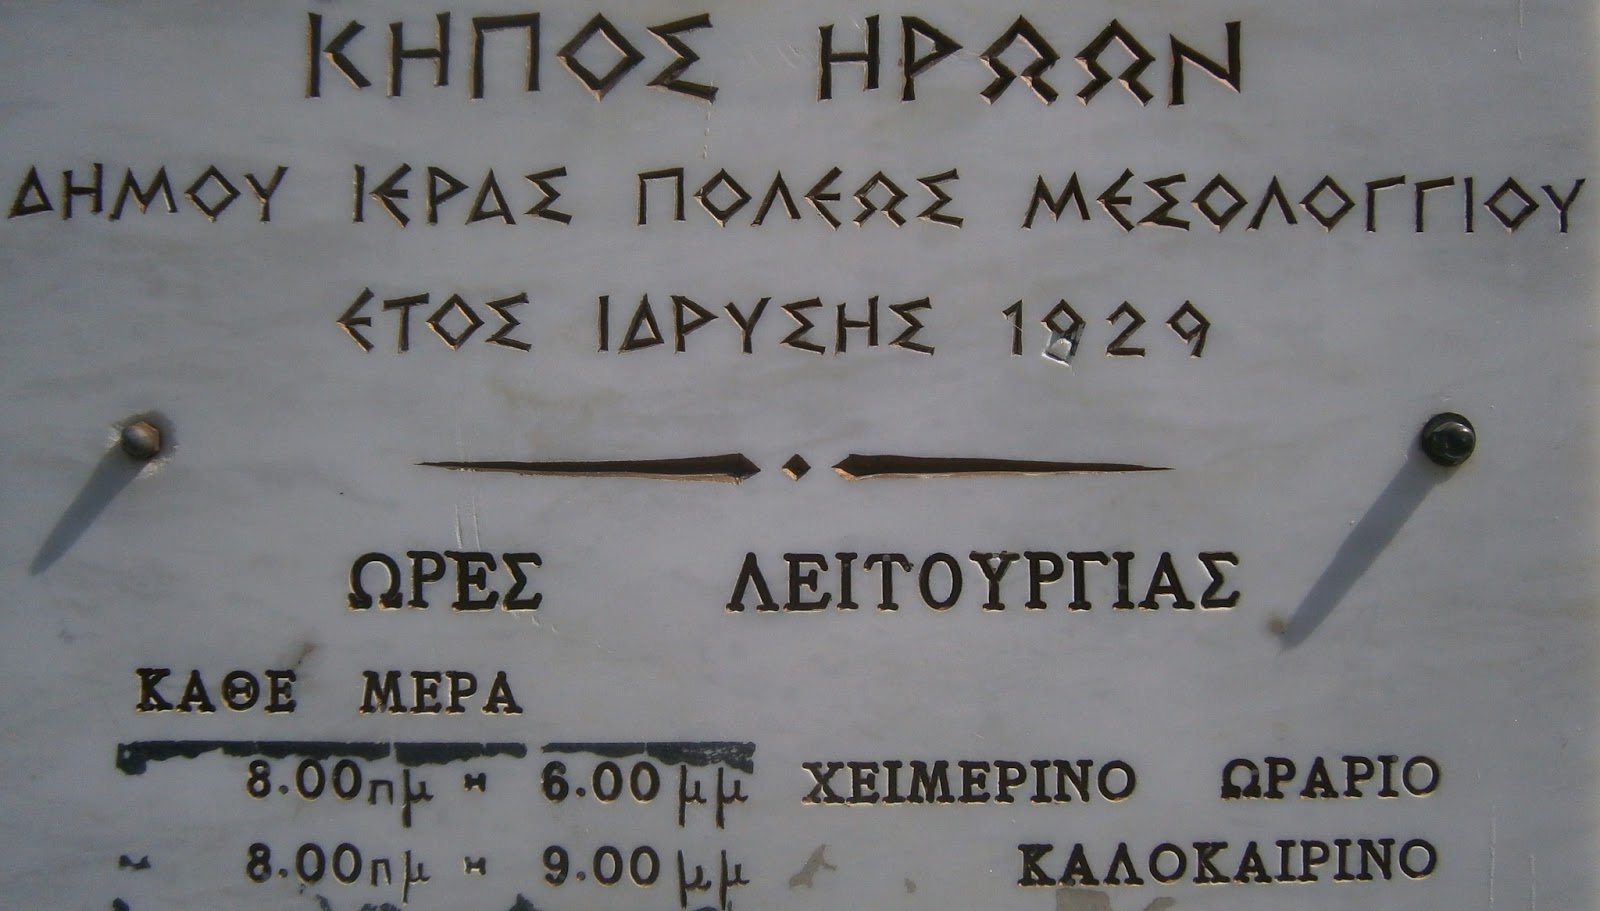 ΚΗΠΟΣ ΗΡΩΩΝ
ΔΗΜΟΥ ΙΕΡΑΣ ΠΟΛΕΩΣ ΜΕΣΟΛΟΓΓΙΟΥ
ΕΤΟΣ ΙΔΡΥΣΗΣ 1929
ΩΡΕΣ ΛΕΙΤΟΥΡΓΙΑΣ
ΚΑΘΕ ΜΕΡΑ
8.00πμ - 6.00μμ ΧΕΙΜΕΡΙΝΟ ΩΡΑΡΙΟ
- 8.00πμ - 9.00μμ ΚΑΛΟΚΑΙΡΙΝΟ